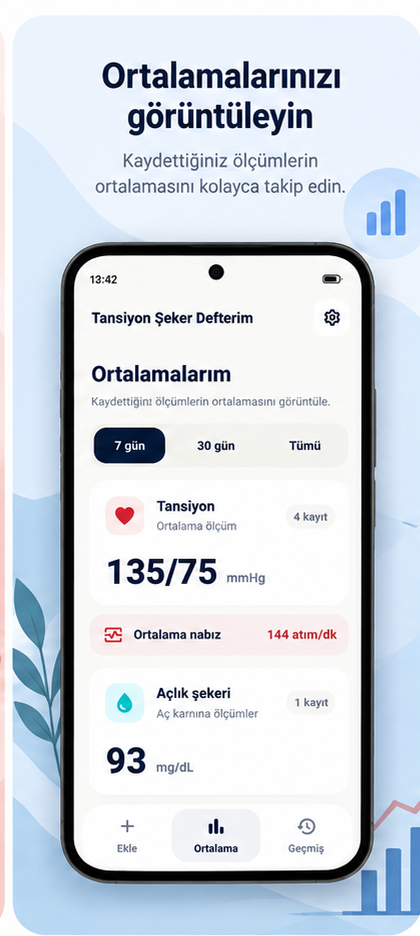 Ortalamalarınızı
görüntüleyin
Kaydettiğiniz ölçümlerin
ortalamasını kolayca takip edin.
13:42
Tansiyon Şeker Defterim
Ortalamalarım
Kaydettiğini ölçümlerin ortalamasını görüntüle.
7 gün 30 gün Tümü
Tansiyon
Ortalama ölçüm
4 kayıt
135/75 mmHg
Ortalama nabız 144 atım/dk
Açlık şekeri
Aç karnına ölçümler
1 kayıt
93 mg/dL
Ekle Ortalama Geçmiş